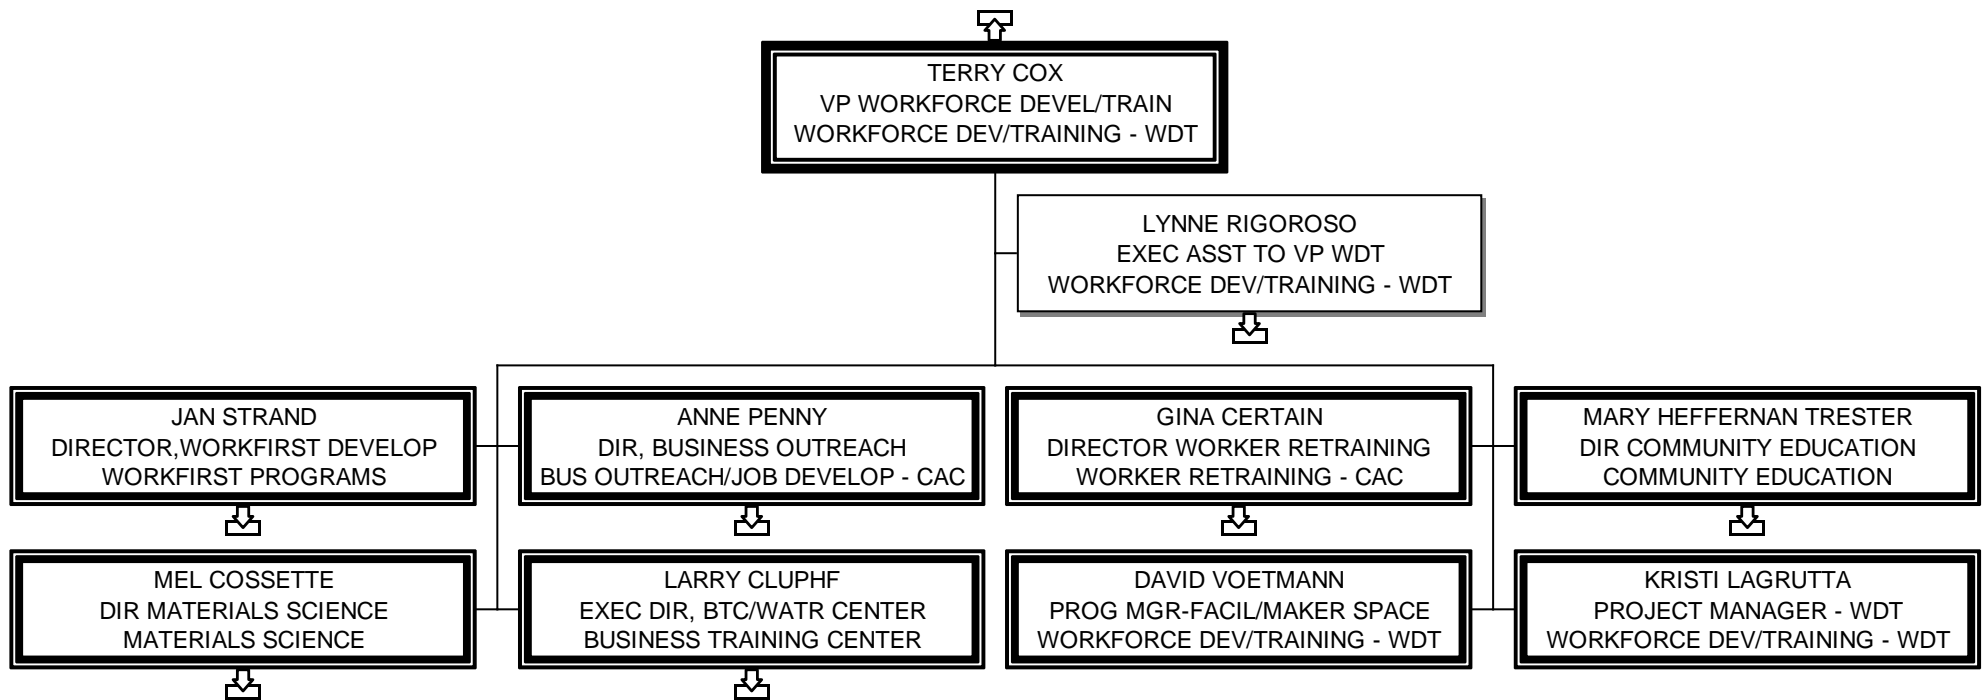 TERRY COX
VP WORKFORCE DEVEL/TRAIN
WORKFORCE DEV/TRAINING - WDT
LYNNE RIGOROSO
EXEC ASST TO VP WDT
WORKFORCE DEV/TRAINING - WDT
JAN STRAND
DIRECTOR,WORKFIRST DEVELOP
WORKFIRST PROGRAMS
ANNE PENNY
DIR, BUSINESS OUTREACH
BUS OUTREACH/JOB DEVELOP - CAC
GINA CERTAIN
DIRECTOR WORKER RETRAINING
WORKER RETRAINING - CAC
MARY HEFFERNAN TRESTER
DIR COMMUNITY EDUCATION
COMMUNITY EDUCATION
MEL COSSETTE
DIR MATERIALS SCIENCE
MATERIALS SCIENCE
LARRY CLUPHF
EXEC DIR, BTC/WATR CENTER
BUSINESS TRAINING CENTER
DAVID VOETMANN
PROG MGR-FACIL/MAKER SPACE
WORKFORCE DEV/TRAINING - WDT
KRISTI LAGRUTTA
PROJECT MANAGER - WDT
WORKFORCE DEV/TRAINING - WDT